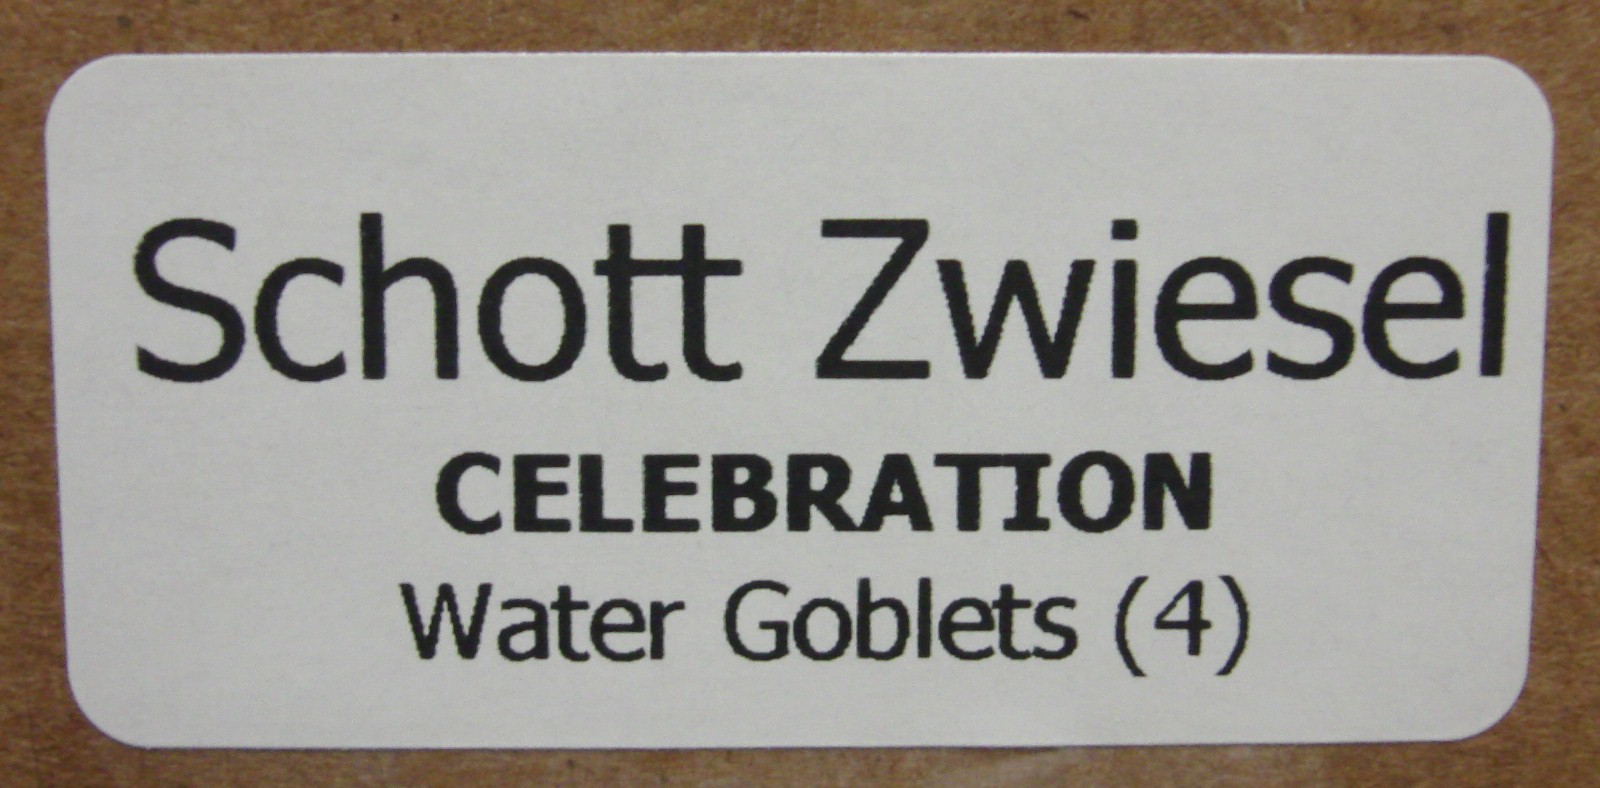 Schott Zwiesel
CELEBRATION
Water Goblets (4)